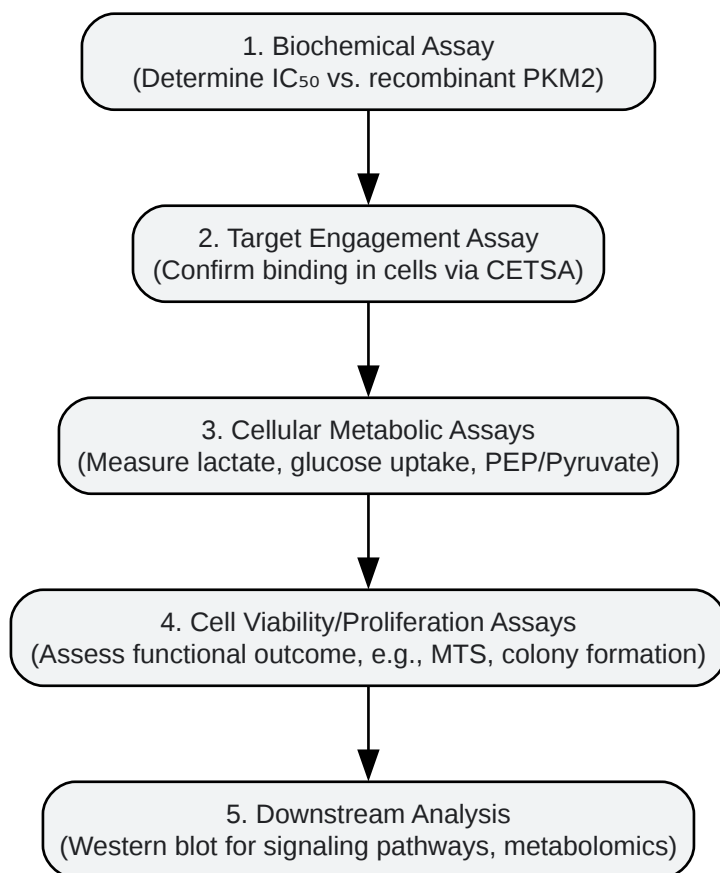 1. Biochemical Assay
(Determine IC₅₀ vs. recombinant PKM2)
2. Target Engagement Assay
(Confirm binding in cells via CETSA)
3. Cellular Metabolic Assays
(Measure lactate, glucose uptake, PEP/Pyruvate)
4. Cell Viability/Proliferation Assays
(Assess functional outcome, e.g., MTS, colony formation)
5. Downstream Analysis
(Western blot for signaling pathways, metabolomics)